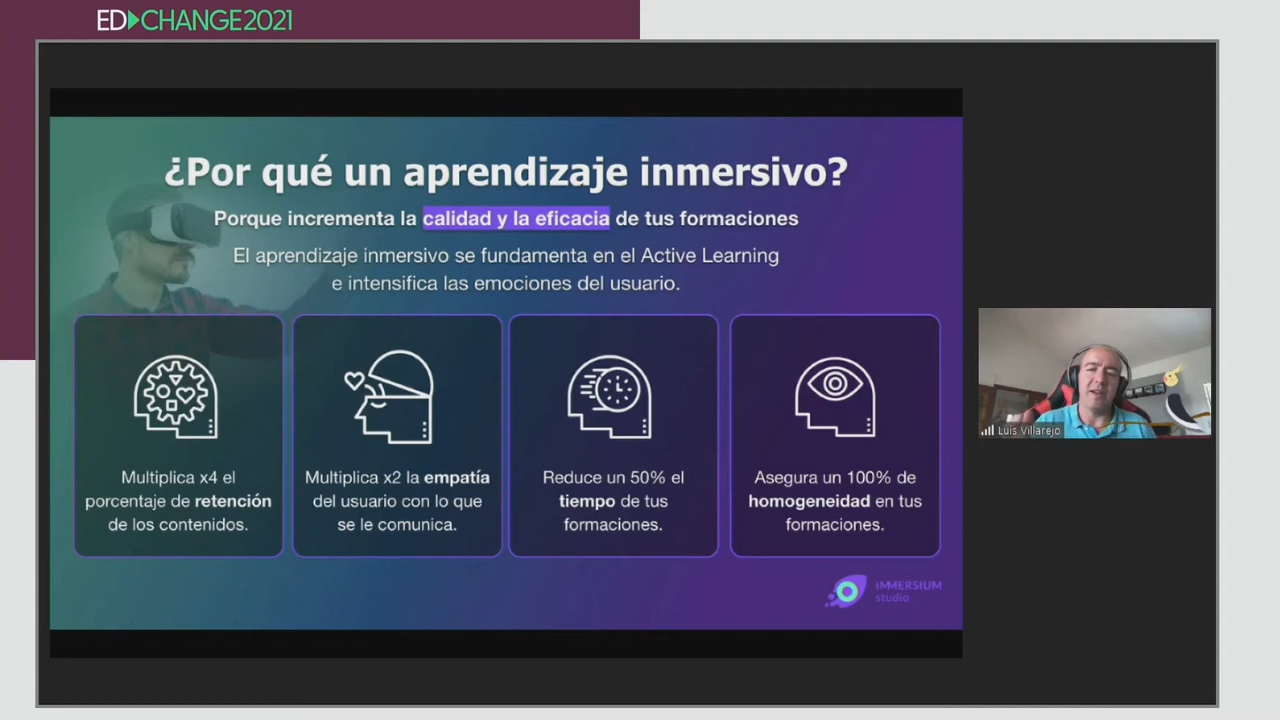 ED▶CHANGE2021
¿Por qué un aprendizaje inmersivo?
Porque incrementa la calidad y la eficacia de tus formaciones
El aprendizaje inmersivo se fundamenta en el Active Learning
e intensifica las emociones del usuario.
Multiplica x4 el
porcentaje de retención
de los contenidos.
Multiplica x2 la empatía
del usuario con lo que
se le comunica.
Reduce un 50% el
tiempo de tus
formaciones.
Asegura un 100% de
homogeneidad en tus
formaciones.
IMMERSIUM
studio
Luis Villarejo